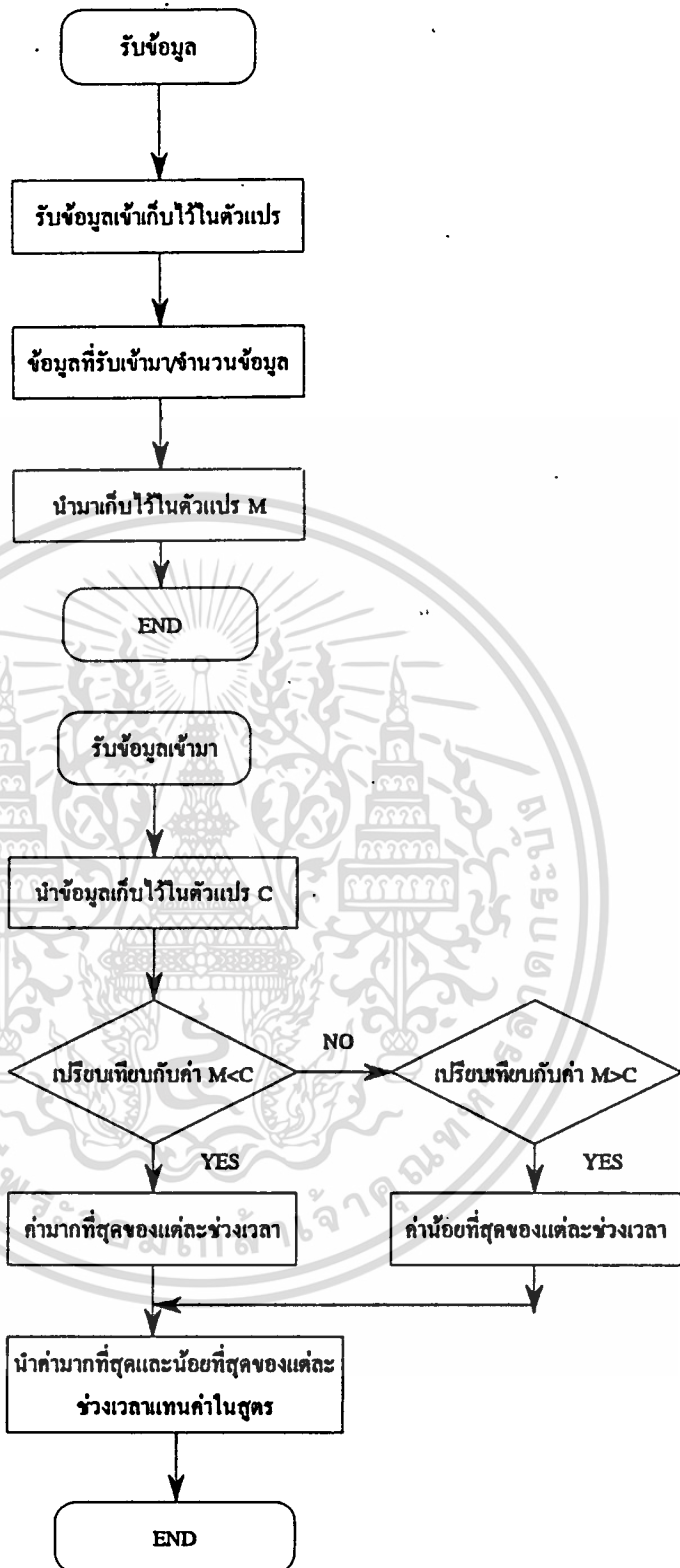 รับข้อมูล
รับข้อมูลเข้าเก็บไว้ในตัวแปร
ข้อมูลที่รับเข้ามา/จำนวนข้อมูล
นำมาเก็บไว้ในตัวแปร M
END
รับข้อมูลเข้ามา
นำข้อมูลเก็บไว้ในตัวแปร C
เปรียบเทียบกับค่า M<C
NO
เปรียบเทียบกับค่า M>C
YES
YES
ค่ามากที่สุดของแต่ละช่วงเวลา
ค่าน้อยที่สุดของแต่ละช่วงเวลา
นำค่ามากที่สุดและน้อยที่สุดของแต่ละ
ช่วงเวลาแทนค่าในสูตร
END